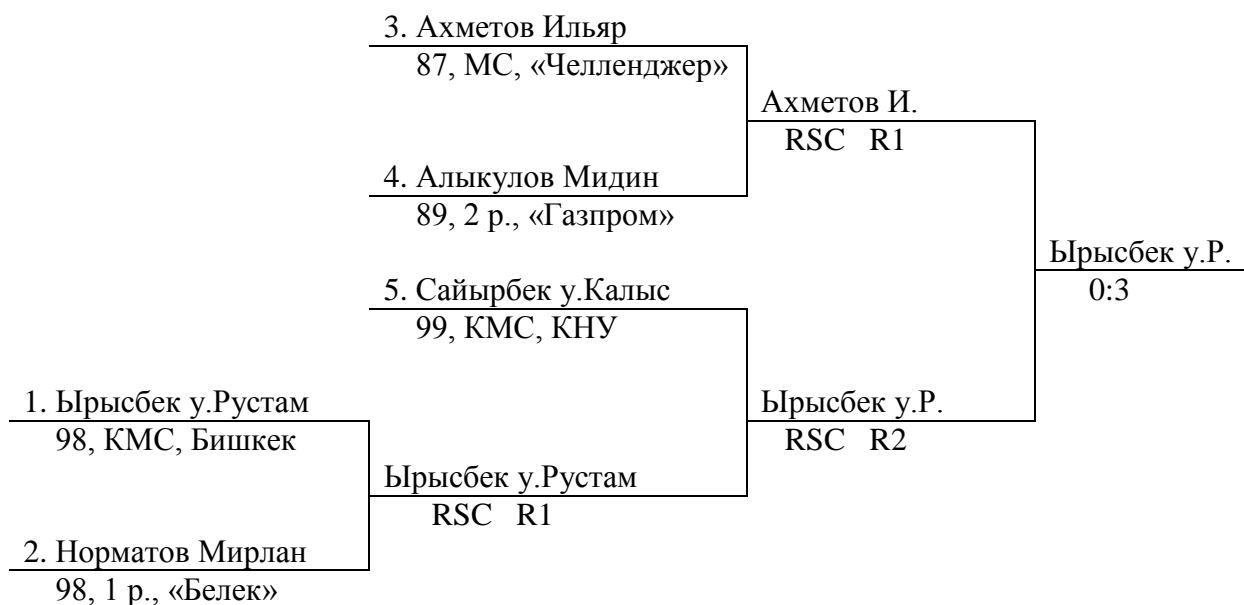 3. Ахметов Ильяр
87, МС, «Челленджер»
Ахметов И.
RSC R1
4. Алыкулов Мидин
89, 2 р., «Газпром»
Ырысбек у.Р.
0:3
5. Сайырбек у.Калыс
99, КМС, КНУ
1. Ырысбек у.Рустам
98, КМС, Бишкек
Ырысбек у.Р.
RSC R2
Ырысбек у.Рустам
RSC R1
2. Норматов Мирлан
98, 1 р., «Белек»